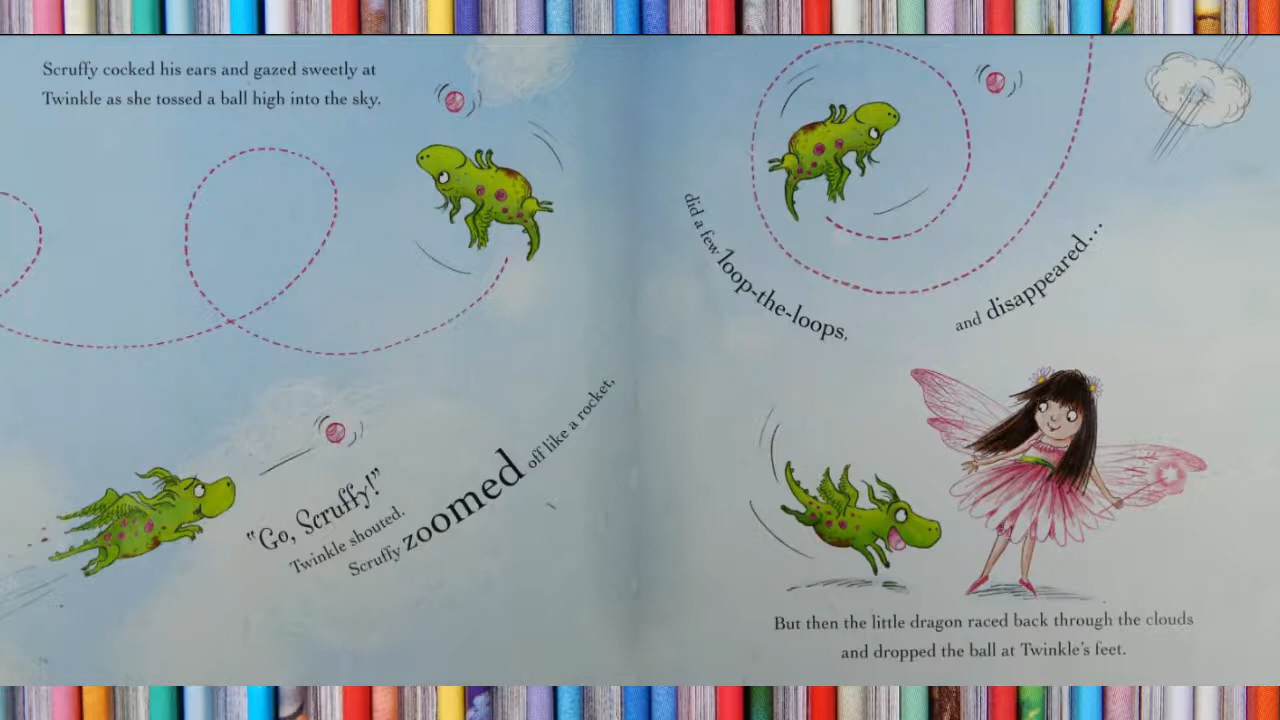 Scruffy cocked his ears and gazed sweetly at
Twinkle as she tossed a ball high into the sky.
"Go, Scruffy!"
Twinkle shouted.
Scruffy zoomed off like a rocket,
did a few loop-the-loops,
and disappeared...
But then the little dragon raced back through the clouds
and dropped the ball at Twinkle's feet.